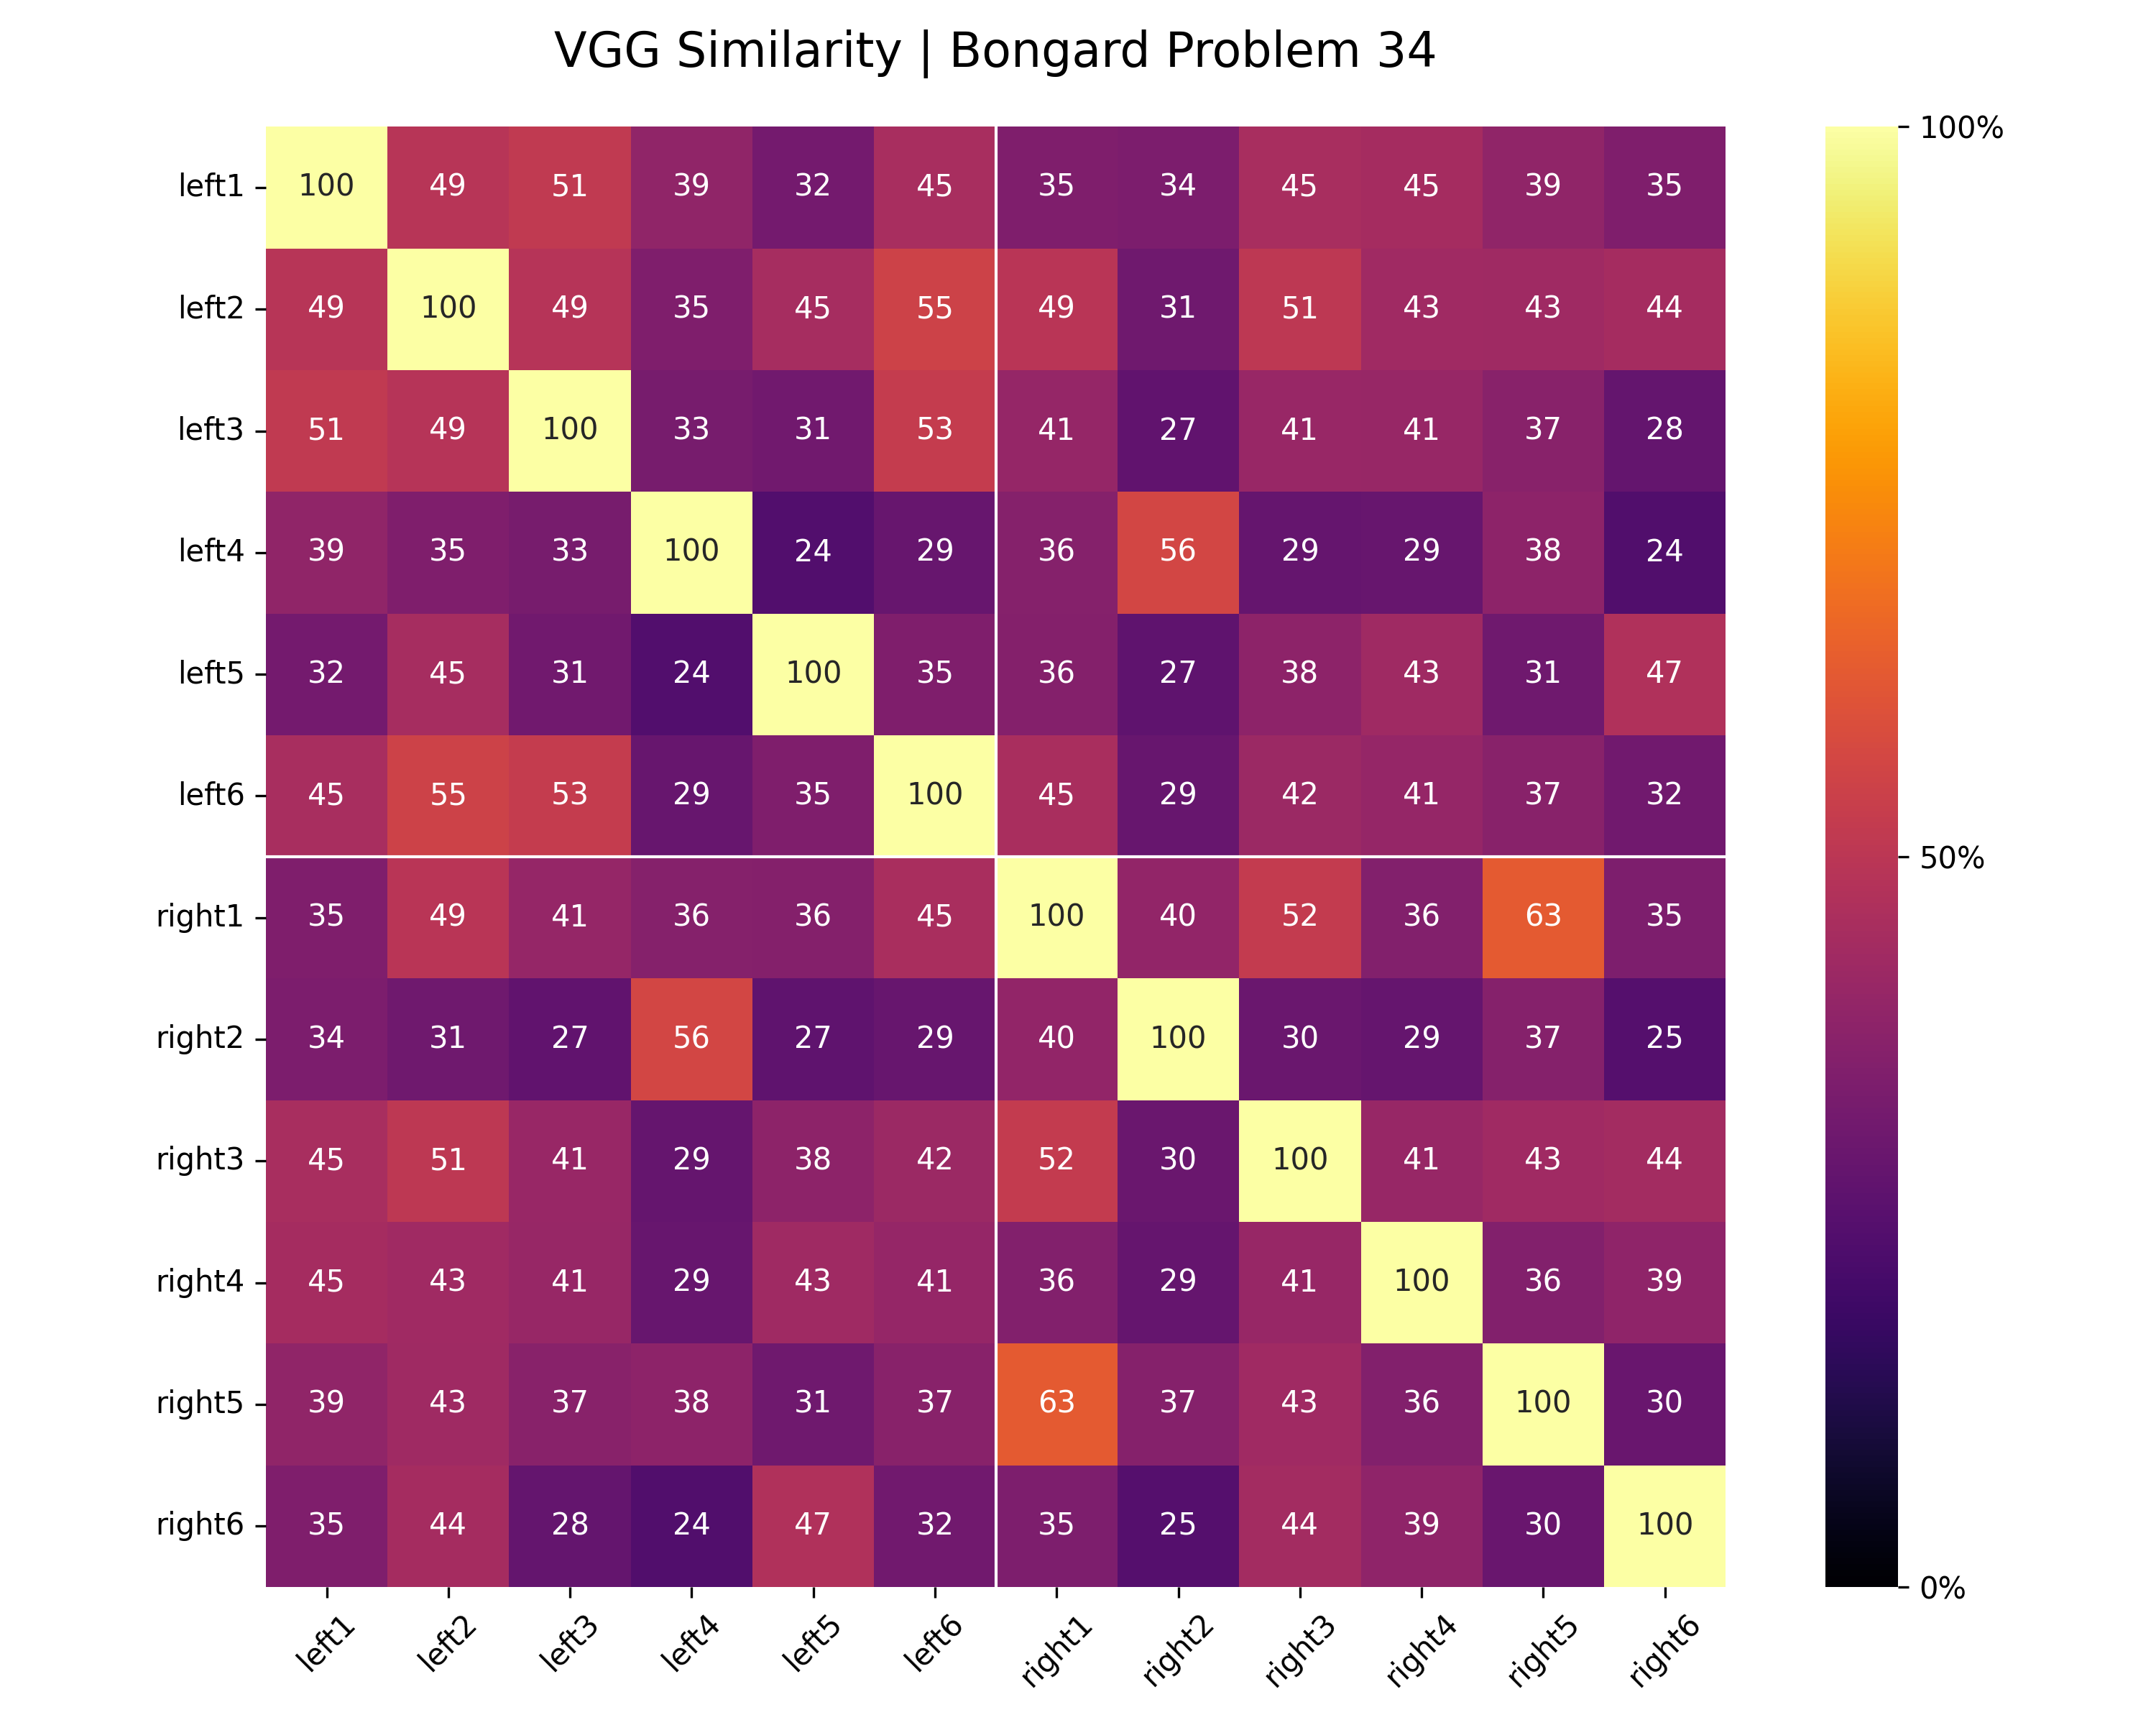 VGG Similarity | Bongard Problem 34
left1 100 49 51 39 32 45 35 34 45 45 39 35
left2 49 100 49 35 45 55 49 31 51 43 43 44
left3 51 49 100 33 31 53 41 27 41 41 37 28
left4 39 35 33 100 24 29 36 56 29 29 38 24
left5 32 45 31 24 100 35 36 27 38 43 31 47
left6 45 55 53 29 35 100 45 29 42 41 37 32
right1 35 49 41 36 36 45 100 40 52 36 63 35
right2 34 31 27 56 27 29 40 100 30 29 37 25
right3 45 51 41 29 38 42 52 30 100 41 43 44
right4 45 43 41 29 43 41 36 29 41 100 36 39
right5 39 43 37 38 31 37 63 37 43 36 100 30
right6 35 44 28 24 47 32 35 25 44 39 30 100
left1 left2 left3 left4 left5 left6 right1 right2 right3 right4 right5 right6
100%
50%
0%